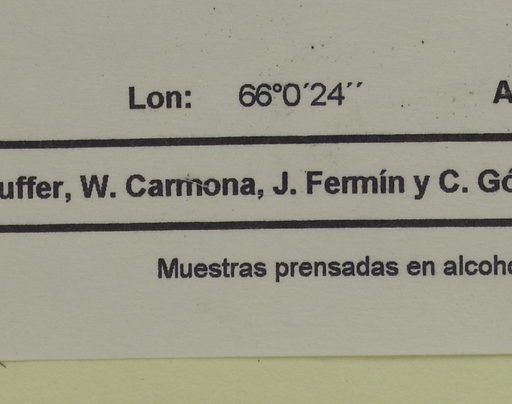 Lon: 66°0´24´´ A
uffer, W. Carmona, J. Fermín y C. Gó
Muestras prensadas en alcoho